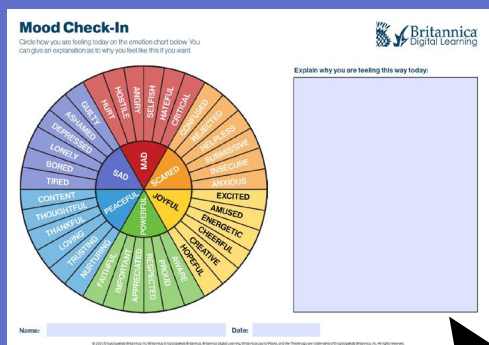 Mood Check-In
Britannica
Digital Learning
Circle how you are feeling today on the emotion chart below. You
can give an explanation as to why you feel like this if you want.
Explain why you are feeling this way today:
HURT
HOSTILE
ANGRY
SELFISH
HATEFUL
CRITICAL
CONFUSED
REJECTED
HELPLESS
SUBMISSIVE
INSECURE
ANXIOUS
EXCITED
AMUSED
ENERGETIC
CHEERFUL
CREATIVE
HOPEFUL
AWARE
PROUD
RESPECTED
APPRECIATED
IMPORTANT
FAITHFUL
NURTURING
TRUSTING
LOVING
THANKFUL
THOUGHTFUL
CONTENT
TIRED
BORED
LONELY
DEPRESSED
ASHAMED
GUILTY
MAD
SCARED
JOYFUL
POWERFUL
PEACEFUL
SAD
Name:
Date: